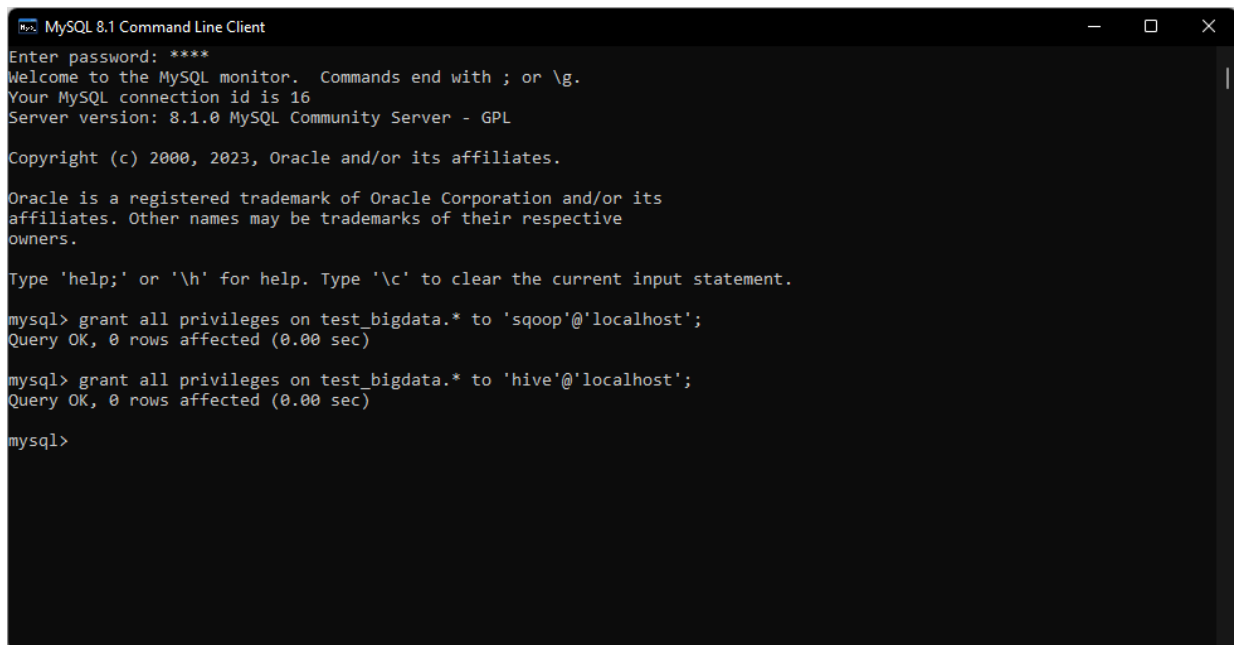 MySQL 8.1 Command Line Client
Enter password: ****
Welcome to the MySQL monitor.  Commands end with ; or \g.
Your MySQL connection id is 16
Server version: 8.1.0 MySQL Community Server - GPL
Copyright (c) 2000, 2023, Oracle and/or its affiliates.
Oracle is a registered trademark of Oracle Corporation and/or its
affiliates. Other names may be trademarks of their respective
owners.
Type 'help;' or '\h' for help. Type '\c' to clear the current input statement.
mysql> grant all privileges on test_bigdata.* to 'sqoop'@'localhost';
Query OK, 0 rows affected (0.00 sec)
mysql> grant all privileges on test_bigdata.* to 'hive'@'localhost';
Query OK, 0 rows affected (0.00 sec)
mysql>